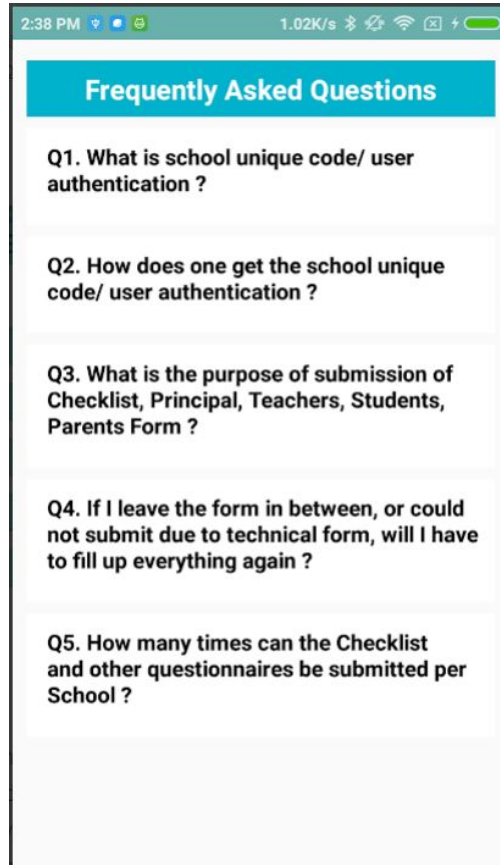 2:38 PM 1.02K/s
Frequently Asked Questions
Q1. What is school unique code/ user
authentication ?
Q2. How does one get the school unique
code/ user authentication ?
Q3. What is the purpose of submission of
Checklist, Principal, Teachers, Students,
Parents Form ?
Q4. If I leave the form in between, or could
not submit due to technical form, will I have
to fill up everything again ?
Q5. How many times can the Checklist
and other questionnaires be submitted per
School ?